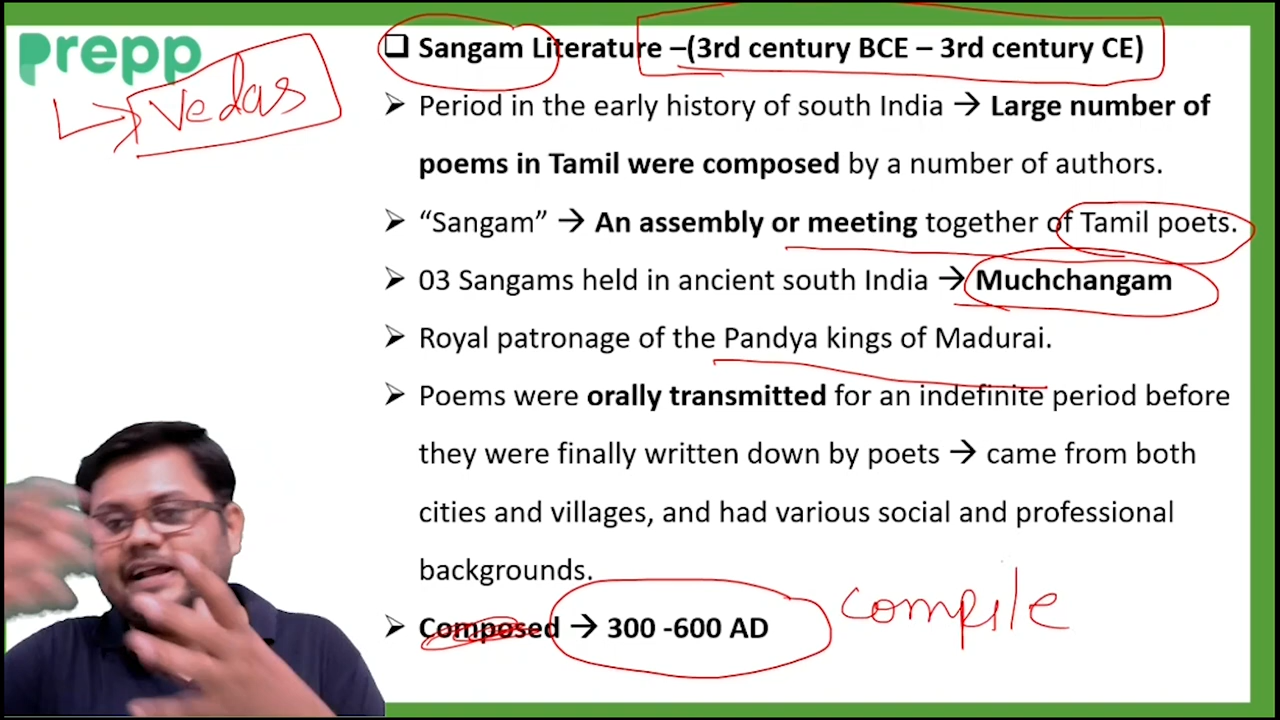 prepp
Vedas
❑ Sangam Literature –(3rd century BCE – 3rd century CE)
➤ Period in the early history of south India → Large number of
poems in Tamil were composed by a number of authors.
➤ “Sangam” → An assembly or meeting together of Tamil poets.
➤ 03 Sangams held in ancient south India → Muchchangam
➤ Royal patronage of the Pandya kings of Madurai.
➤ Poems were orally transmitted for an indefinite period before
they were finally written down by poets → came from both
cities and villages, and had various social and professional
backgrounds.
➤ Composed → 300 -600 AD
compile